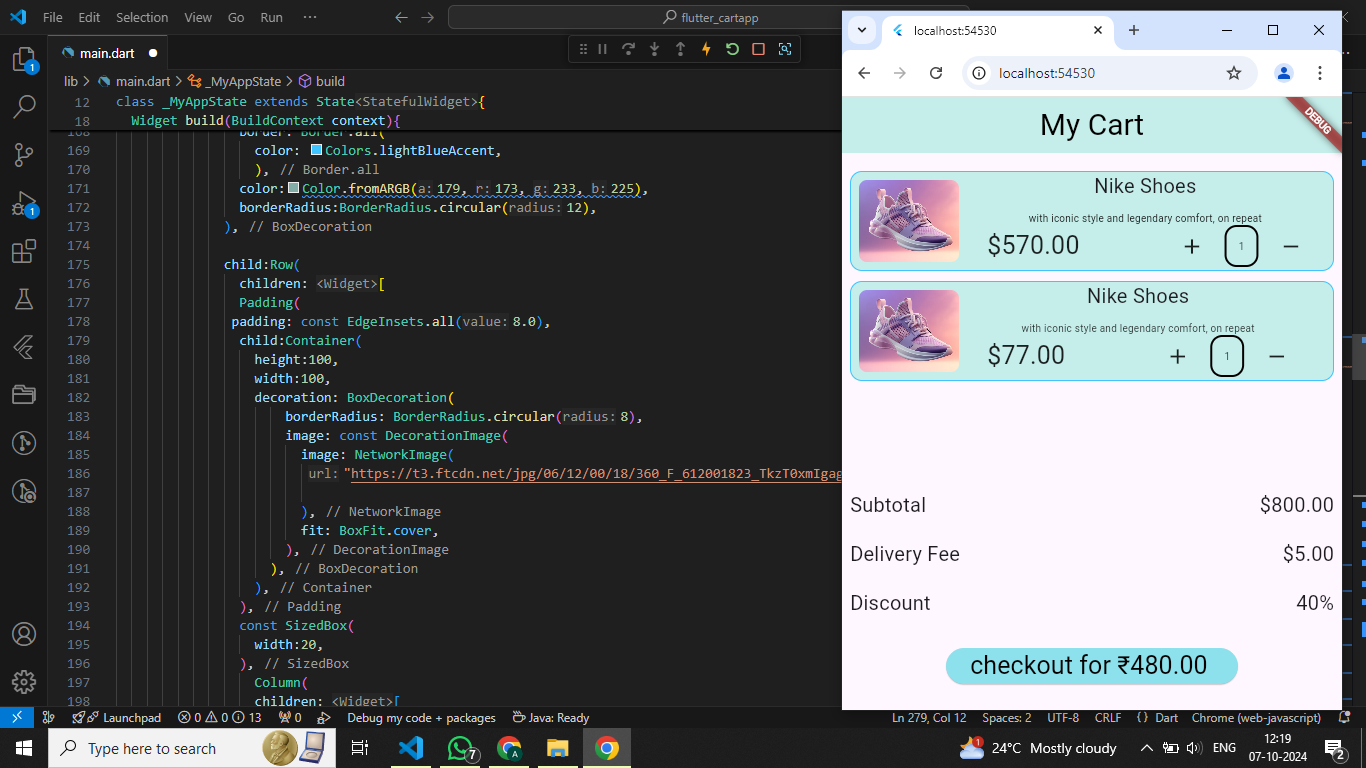 File Edit Selection View Go Run ··· flutter_cartapp
main.dart
lib > main.dart > _MyAppState > build
12 class _MyAppState extends State<StatefulWidget>{
18 Widget build(BuildContext context){
168 border: Border.all(
169 color: Colors.lightBlueAccent,
170 ), // Border.all
171 color: Color.fromARGB(a: 179, r: 173, g: 233, b: 225),
172 borderRadius:BorderRadius.circular(radius: 12),
173 ), // BoxDecoration
174
175 child:Row(
176 children: <Widget>[
177 Padding(
178 padding: const EdgeInsets.all(value: 8.0),
179 child:Container(
180 height:100,
181 width:100,
182 decoration: BoxDecoration(
183 borderRadius: BorderRadius.circular(radius: 8),
184 image: const DecorationImage(
185 image: NetworkImage(
186 url: "https://t3.ftcdn.net/jpg/06/12/00/18/360_F_612001823_TkzT0xmIgag
187
188 ), // NetworkImage
189 fit: BoxFit.cover,
190 ), // DecorationImage
191 ), // BoxDecoration
192 ), // Container
193 ), // Padding
194 const SizedBox(
195 width:20,
196 ), // SizedBox
197 Column(
198 children: <Widget>[
localhost:54530
localhost:54530
My Cart
DEBUG
Nike Shoes
with iconic style and legendary comfort, on repeat
$570.00 + 1 −
Nike Shoes
with iconic style and legendary comfort, on repeat
$77.00 + 1 −
Subtotal $800.00
Delivery Fee $5.00
Discount 40%
checkout for ₹480.00
1
1
Launchpad 0 0 13 0 Debug my code + packages Java: Ready Ln 279, Col 12 Spaces: 2 UTF-8 CRLF {} Dart Chrome (web-javascript)
Type here to search 7 A 24°C Mostly cloudy ENG 12:19
07-10-2024 2